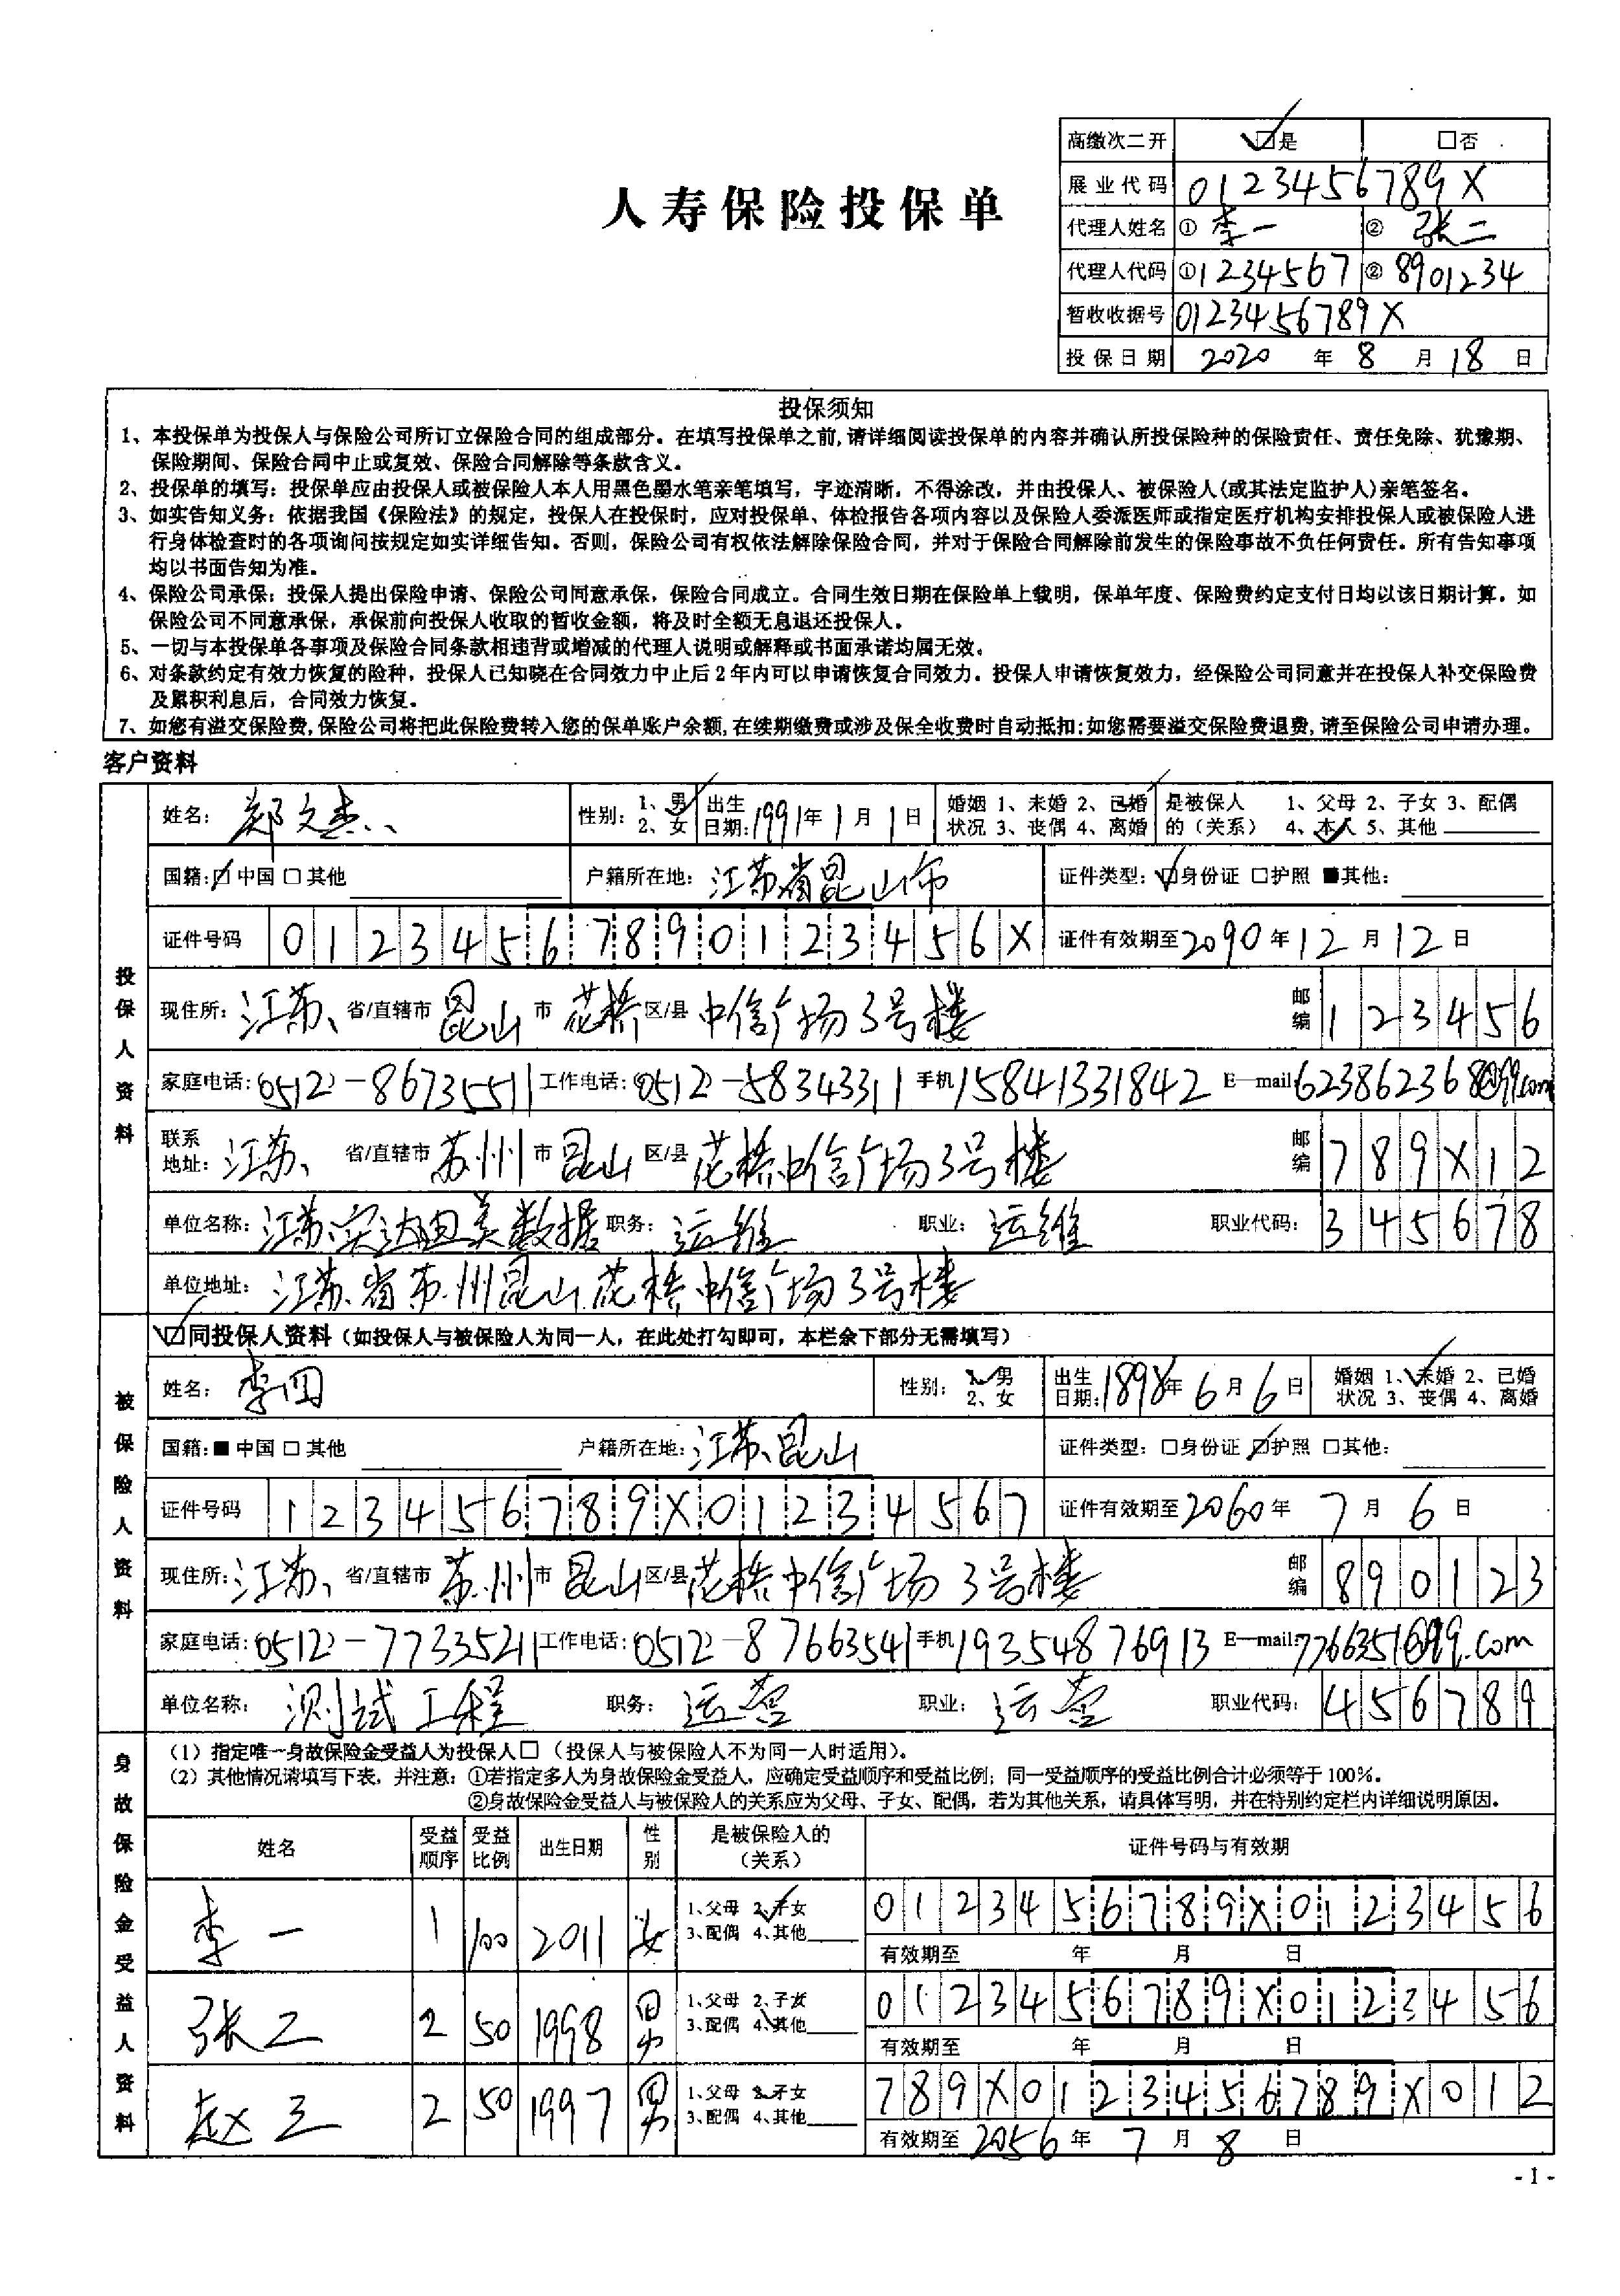 高缴次二开 ☑是 □否
人寿保险投保单
展业代码 0123456789X
代理人姓名 ① 李一 ② 张二
代理人代码 ①1234567 ② 8901234
暂收收据号 0123456789X
投保日期 2020 年 8 月 18 日
投保须知
1、本投保单为投保人与保险公司所订立保险合同的组成部分。在填写投保单之前,请详细阅读投保单的内容并确认所投保险种的保险责任、责任免除、犹豫期、
保险期间、保险合同中止或复效、保险合同解除等条款含义。
2、投保单的填写：投保单应由投保人或被保险人本人用黑色墨水笔亲笔填写，字迹清晰，不得涂改，并由投保人、被保险人(或其法定监护人)亲笔签名。
3、如实告知义务：依据我国《保险法》的规定，投保人在投保时，应对投保单、体检报告各项内容以及保险人委派医师或指定医疗机构安排投保人或被保险人进
行身体检查时的各项询问按规定如实详细告知。否则，保险公司有权依法解除保险合同，并对于保险合同解除前发生的保险事故不负任何责任。所有告知事项
均以书面告知为准。
4、保险公司承保：投保人提出保险申请、保险公司同意承保，保险合同成立。合同生效日期在保险单上载明，保单年度、保险费约定支付日均以该日期计算。如
保险公司不同意承保，承保前向投保人收取的暂收金额，将及时全额无息退还投保人。
5、一切与本投保单各事项及保险合同条款相违背或增减的代理人说明或解释或书面承诺均属无效。
6、对条款约定有效力恢复的险种，投保人已知晓在合同效力中止后2年内可以申请恢复合同效力。投保人申请恢复效力，经保险公司同意并在投保人补交保险费
及累积利息后，合同效力恢复。
7、如您有溢交保险费,保险公司将把此保险费转入您的保单账户余额,在续期缴费或涉及保全收费时自动抵扣;如您需要溢交保险费退费,请至保险公司申请办理。
客户资料
投保人资料
姓名： 郑文杰 性别： 1、男 2、女 出生日期: 1991年 1 月 1 日 婚姻状况 1、未婚 2、已婚 3、丧偶 4、离婚 是被保人的（关系） 1、父母 2、子女 3、配偶 4、本人 5、其他
国籍:☑中国 □其他 户籍所在地: 江苏省昆山市 证件类型: ☑身份证 □护照 ■其他:
证件号码 01234567890123456X 证件有效期至2090年12月12日
现住所: 江苏 省/直辖市 昆山 市 花桥 区/县 中信广场3号楼 邮编 123456
家庭电话: 0512-86735511 工作电话: 0512-58343311 手机15841331842 E—mail:623862368@qq.com
联系地址: 江苏 省/直辖市 苏州 市 昆山 区/县 花桥中信广场3号楼 邮编 789X12
单位名称: 江苏实达迪美数据 职务: 运维 职业: 运维 职业代码: 345678
单位地址: 江苏省苏州昆山花桥中信广场3号楼
被保险人资料
☑同投保人资料（如投保人与被保险人为同一人，在此处打勾即可，本栏余下部分无需填写）
姓名： 李四 性别： 1、男 2、女 出生日期: 1898年 6 月 6 日 婚姻状况 1、未婚 2、已婚 3、丧偶 4、离婚
国籍:■中国 □其他 户籍所在地: 江苏昆山 证件类型: □身份证 ☑护照 □其他:
证件号码 123456789X01234567 证件有效期至2060年 7 月 6 日
现住所: 江苏 省/直辖市 苏州 市 昆山 区/县 花桥中信广场3号楼 邮编 890123
家庭电话: 0512-77335211 工作电话: 0512-87663541 手机19354876913 E—mail:7766351@qq.com
单位名称: 测试工程 职务: 运营 职业: 运营 职业代码: 456789
身故保险金受益人资料
（1）指定唯一身故保险金受益人为投保人□（投保人与被保险人不为同一人时适用）。
（2）其他情况请填写下表，并注意：①若指定多人为身故保险金受益人，应确定受益顺序和受益比例；同一受益顺序的受益比例合计必须等于100%。
②身故保险金受益人与被保险人的关系应为父母、子女、配偶，若为其他关系，请具体写明，并在特别约定栏内详细说明原因。
姓名 受益顺序 受益比例 出生日期 性别 是被保险人的（关系） 证件号码与有效期
李一 1 100 2011 女 1、父母 2、子女 3、配偶 4、其他 0123456789X0123456
有效期至 年 月 日
张二 2 50 1998 男 1、父母 2、子女 3、配偶 4、其他 0123456789X0123456
有效期至 年 月 日
赵三 2 50 1997 男 1、父母 2、子女 3、配偶 4、其他 789X0123456789X012
有效期至 2056 年 7 月 8 日
- 1 -